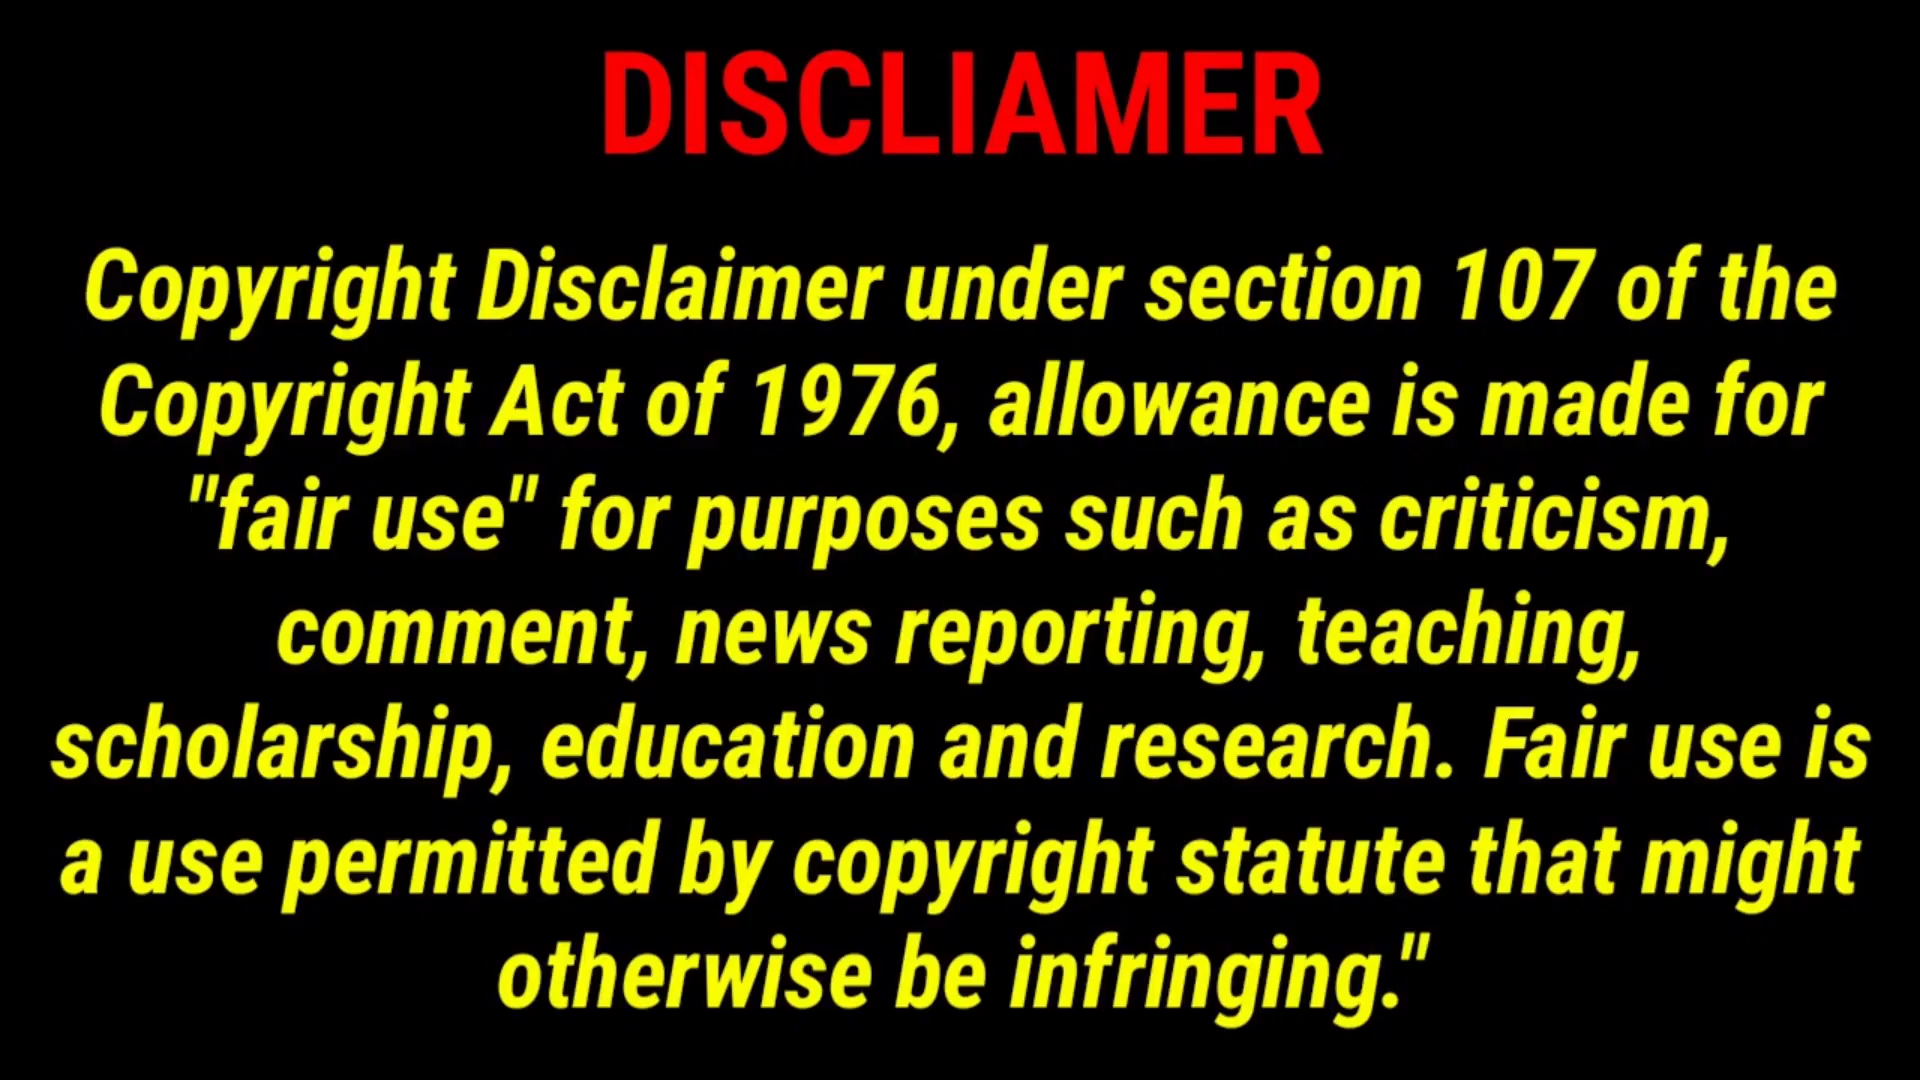 DISCLIAMER
Copyright Disclaimer under section 107 of the
Copyright Act of 1976, allowance is made for
"fair use" for purposes such as criticism,
comment, news reporting, teaching,
scholarship, education and research. Fair use is
a use permitted by copyright statute that might
otherwise be infringing."